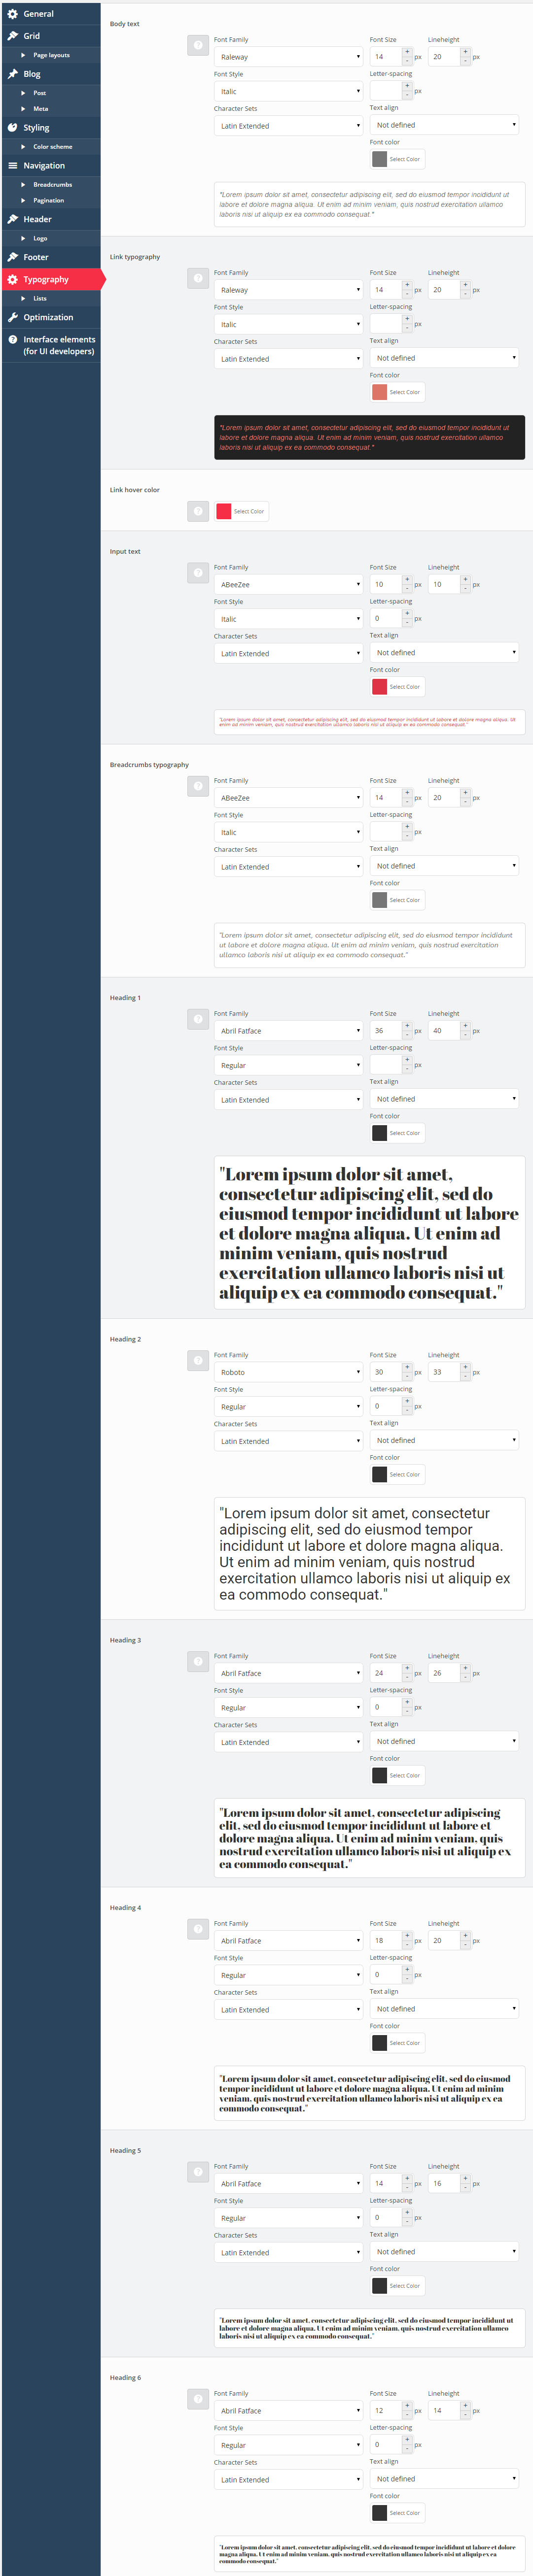 General
Grid
Page layouts
Blog
Post
Meta
Styling
Color scheme
Navigation
Breadcrumbs
Pagination
Header
Logo
Footer
Typography
Lists
Optimization
Interface elements
(for UI developers)
Body text
Font Family Font Size Lineheight
Raleway 14 + - px 20 + - px
Font Style Letter-spacing
Italic + - px
Character Sets Text align
Latin Extended Not defined
Font color
Select Color
"Lorem ipsum dolor sit amet, consectetur adipiscing elit, sed do eiusmod tempor incididunt ut
labore et dolore magna aliqua. Ut enim ad minim veniam, quis nostrud exercitation ullamco
laboris nisi ut aliquip ex ea commodo consequat."
Link typography
Font Family Font Size Lineheight
Raleway 14 + - px 20 + - px
Font Style Letter-spacing
Italic + - px
Character Sets Text align
Latin Extended Not defined
Font color
Select Color
"Lorem ipsum dolor sit amet, consectetur adipiscing elit, sed do eiusmod tempor incididunt ut
labore et dolore magna aliqua. Ut enim ad minim veniam, quis nostrud exercitation ullamco
laboris nisi ut aliquip ex ea commodo consequat."
Link hover color
Select Color
Input text
Font Family Font Size Lineheight
ABeeZee 10 + - px 10 + - px
Font Style Letter-spacing
Italic 0 + - px
Character Sets Text align
Latin Extended Not defined
Font color
Select Color
"Lorem ipsum dolor sit amet, consectetur adipiscing elit, sed do eiusmod tempor incididunt ut labore et dolore magna aliqua. Ut
enim ad minim veniam, quis nostrud exercitation ullamco laboris nisi ut aliquip ex ea commodo consequat."
Breadcrumbs typography
Font Family Font Size Lineheight
ABeeZee 14 + - px 20 + - px
Font Style Letter-spacing
Italic + - px
Character Sets Text align
Latin Extended Not defined
Font color
Select Color
"Lorem ipsum dolor sit amet, consectetur adipiscing elit, sed do eiusmod tempor incididunt
ut labore et dolore magna aliqua. Ut enim ad minim veniam, quis nostrud exercitation
ullamco laboris nisi ut aliquip ex ea commodo consequat."
Heading 1
Font Family Font Size Lineheight
Abril Fatface 36 + - px 40 + - px
Font Style Letter-spacing
Regular + - px
Character Sets Text align
Latin Extended Not defined
Font color
Select Color
"Lorem ipsum dolor sit amet,
consectetur adipiscing elit, sed do
eiusmod tempor incididunt ut labore
et dolore magna aliqua. Ut enim ad
minim veniam, quis nostrud
exercitation ullamco laboris nisi ut
aliquip ex ea commodo consequat."
Heading 2
Font Family Font Size Lineheight
Roboto 30 + - px 33 + - px
Font Style Letter-spacing
Regular 0 + - px
Character Sets Text align
Latin Extended Not defined
Font color
Select Color
"Lorem ipsum dolor sit amet, consectetur
adipiscing elit, sed do eiusmod tempor
incididunt ut labore et dolore magna aliqua.
Ut enim ad minim veniam, quis nostrud
exercitation ullamco laboris nisi ut aliquip ex
ea commodo consequat."
Heading 3
Font Family Font Size Lineheight
Abril Fatface 24 + - px 26 + - px
Font Style Letter-spacing
Regular 0 + - px
Character Sets Text align
Latin Extended Not defined
Font color
Select Color
"Lorem ipsum dolor sit amet, consectetur adipiscing
elit, sed do eiusmod tempor incididunt ut labore et
dolore magna aliqua. Ut enim ad minim veniam, quis
nostrud exercitation ullamco laboris nisi ut aliquip ex
ea commodo consequat."
Heading 4
Font Family Font Size Lineheight
Abril Fatface 18 + - px 20 + - px
Font Style Letter-spacing
Regular 0 + - px
Character Sets Text align
Latin Extended Not defined
Font color
Select Color
"Lorem ipsum dolor sit amet, consectetur adipiscing elit, sed do eiusmod
tempor incididunt ut labore et dolore magna aliqua. Ut enim ad minim
veniam, quis nostrud exercitation ullamco laboris nisi ut aliquip ex ea
commodo consequat."
Heading 5
Font Family Font Size Lineheight
Abril Fatface 14 + - px 16 + - px
Font Style Letter-spacing
Regular 0 + - px
Character Sets Text align
Latin Extended Not defined
Font color
Select Color
"Lorem ipsum dolor sit amet, consectetur adipiscing elit, sed do eiusmod tempor incididunt ut
labore et dolore magna aliqua. Ut enim ad minim veniam, quis nostrud exercitation ullamco
laboris nisi ut aliquip ex ea commodo consequat."
Heading 6
Font Family Font Size Lineheight
Abril Fatface 12 + - px 14 + - px
Font Style Letter-spacing
Regular 0 + - px
Character Sets Text align
Latin Extended Not defined
Font color
Select Color
"Lorem ipsum dolor sit amet, consectetur adipiscing elit, sed do eiusmod tempor incididunt ut labore et dolore
magna aliqua. Ut enim ad minim veniam, quis nostrud exercitation ullamco laboris nisi ut aliquip ex ea
commodo consequat."